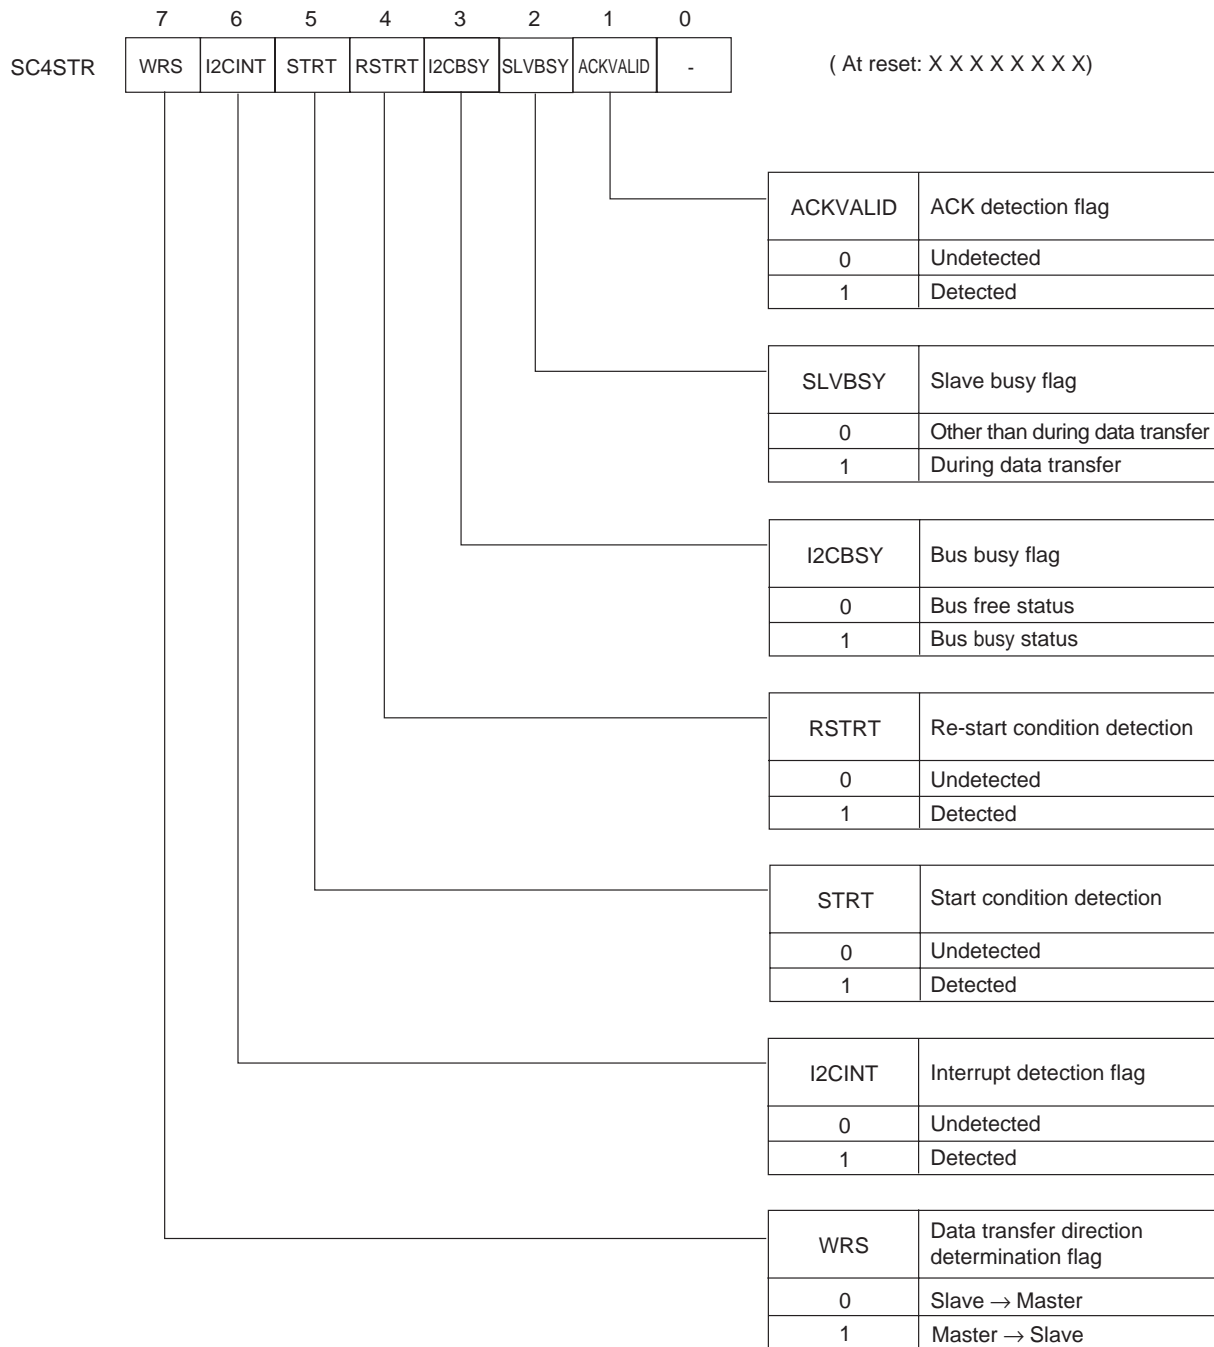 7 6 5 4 3 2 1 0
SC4STR WRS I2CINT STRT RSTRT I2CBSY SLVBSY ACKVALID - ( At reset: X X X X X X X X)
ACKVALID ACK detection flag
0 Undetected
1 Detected
SLVBSY Slave busy flag
0 Other than during data transfer
1 During data transfer
I2CBSY Bus busy flag
0 Bus free status
1 Bus busy status
RSTRT Re-start condition detection
0 Undetected
1 Detected
STRT Start condition detection
0 Undetected
1 Detected
I2CINT Interrupt detection flag
0 Undetected
1 Detected
WRS Data transfer direction
determination flag
0 Slave → Master
1 Master → Slave